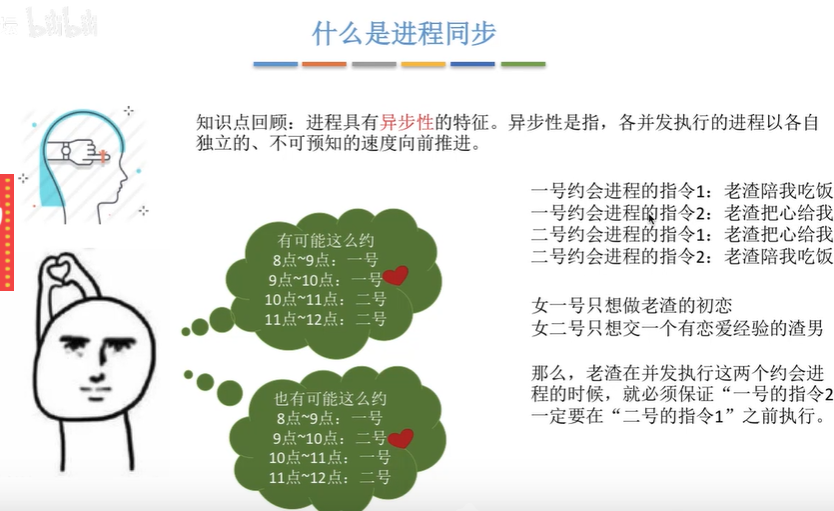 bilibili
什么是进程同步
知识点回顾：进程具有异步性的特征。异步性是指，各并发执行的进程以各自
独立的、不可预知的速度向前推进。
一号约会进程的指令1：老渣陪我吃饭
一号约会进程的指令2：老渣把心给我
二号约会进程的指令1：老渣把心给我
二号约会进程的指令2：老渣陪我吃饭
女一号只想做老渣的初恋
女二号只想交一个有恋爱经验的渣男
那么，老渣在并发执行这两个约会进
程的时候，就必须保证“一号的指令2
一定要在“二号的指令1”之前执行。
有可能这么约
8点~9点：一号
9点~10点：一号
10点~11点：二号
11点~12点：二号
也有可能这么约
8点~9点：一号
9点~10点：二号
10点~11点：一号
11点~12点：二号